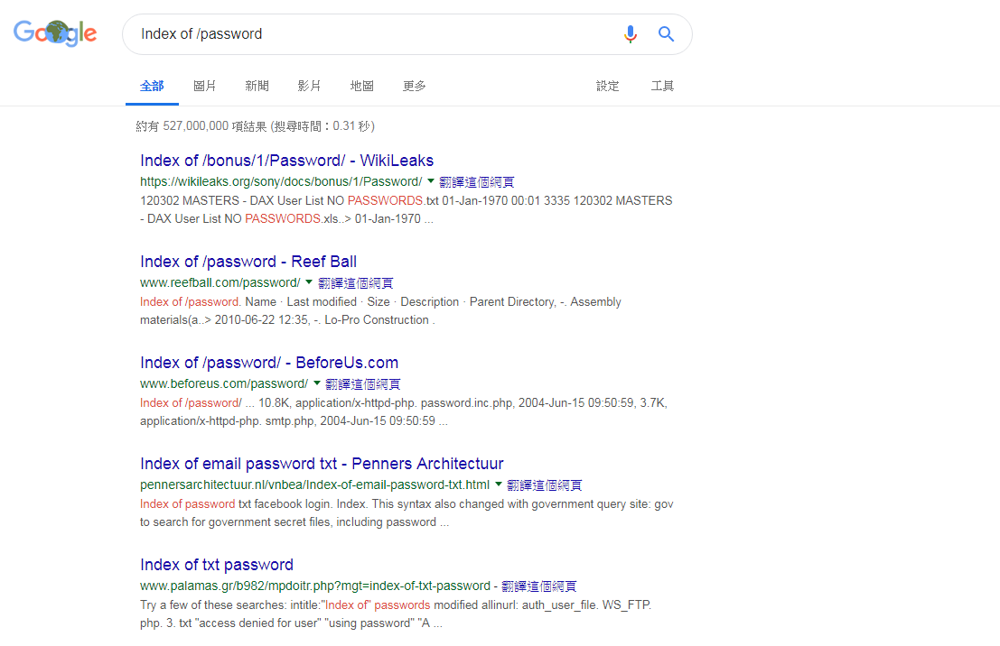 Google
Index of /password
全部 圖片 新聞 影片 地圖 更多 設定 工具
約有 527,000,000 項結果 (搜尋時間：0.31 秒)
Index of /bonus/1/Password/ - WikiLeaks
https://wikileaks.org/sony/docs/bonus/1/Password/ ▼ 翻譯這個網頁
120302 MASTERS - DAX User List NO PASSWORDS.txt 01-Jan-1970 00:01 3335 120302 MASTERS
- DAX User List NO PASSWORDS.xls..> 01-Jan-1970 ...
Index of /password - Reef Ball
www.reefball.com/password/ ▼ 翻譯這個網頁
Index of /password. Name · Last modified · Size · Description · Parent Directory, -. Assembly
materials(a..> 2010-06-22 12:35, -. Lo-Pro Construction .
Index of /password/ - BeforeUs.com
www.beforeus.com/password/ ▼ 翻譯這個網頁
Index of /password/ ... 10.8K, application/x-httpd-php. password.inc.php, 2004-Jun-15 09:50:59, 3.7K,
application/x-httpd-php. smtp.php, 2004-Jun-15 09:50:59 ...
Index of email password txt - Penners Architectuur
pennersarchitectuur.nl/vnbea/Index-of-email-password-txt.html ▼ 翻譯這個網頁
Index of password txt facebook login. Index. This syntax also changed with government query site: gov
to search for government secret files, including password ...
Index of txt password
www.palamas.gr/b982/mpdoitr.php?mgt=index-of-txt-password - 翻譯這個網頁
Try a few of these searches: intitle:"Index of" passwords modified allinurl: auth_user_file. WS_FTP.
php. 3. txt "access denied for user" "using password" "A ...